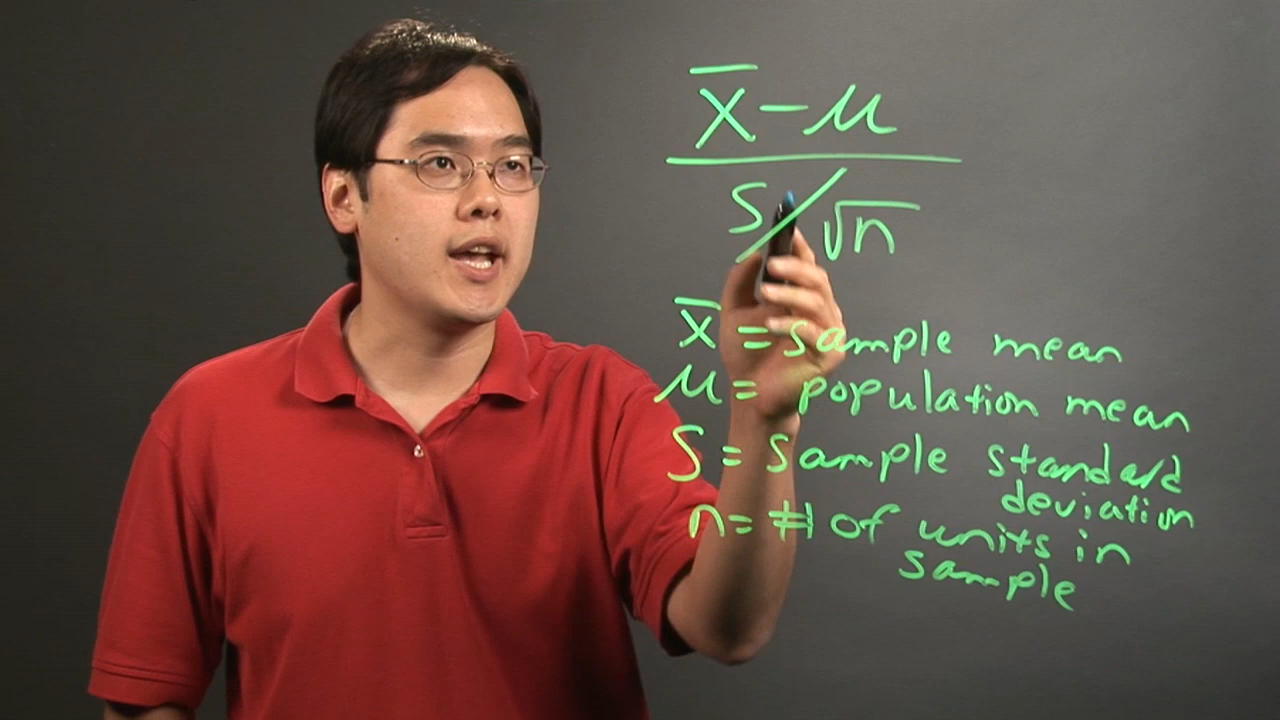 x̄ - μ
s/√n
x̄ = sample mean
μ = population mean
S = sample standard
deviation
n = # of units in
sample